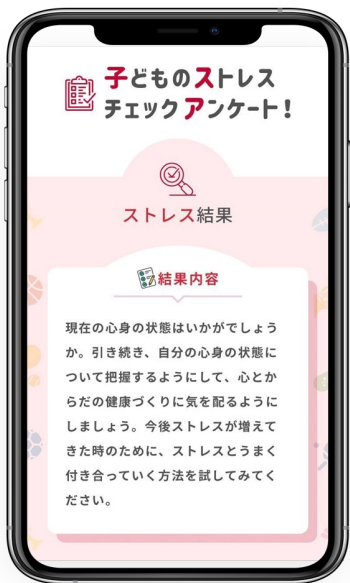 子どものストレス
チェックアンケート!
ストレス結果
結果内容
現在の心身の状態はいかがでしょう
か。引き続き、自分の心身の状態に
ついて把握するようにして、心とか
らだの健康づくりに気を配るように
しましょう。今後ストレスが増えて
きた時のために、ストレスとうまく
付き合っていく方法を試してみてく
ださい。